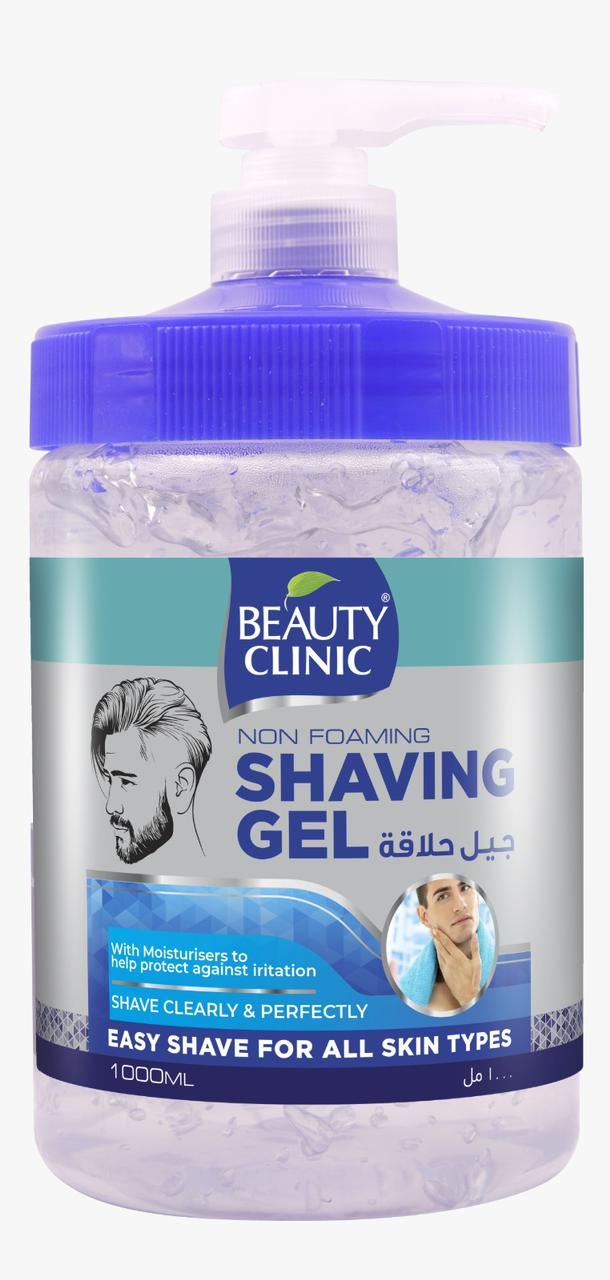 BEAUTY®
CLINIC
NON FOAMING
SHAVING
GEL جيل حلاقة
With Moisturisers to
help protect against iritation
SHAVE CLEARLY & PERFECTLY
EASY SHAVE FOR ALL SKIN TYPES
1000ML ١٠٠٠ مل